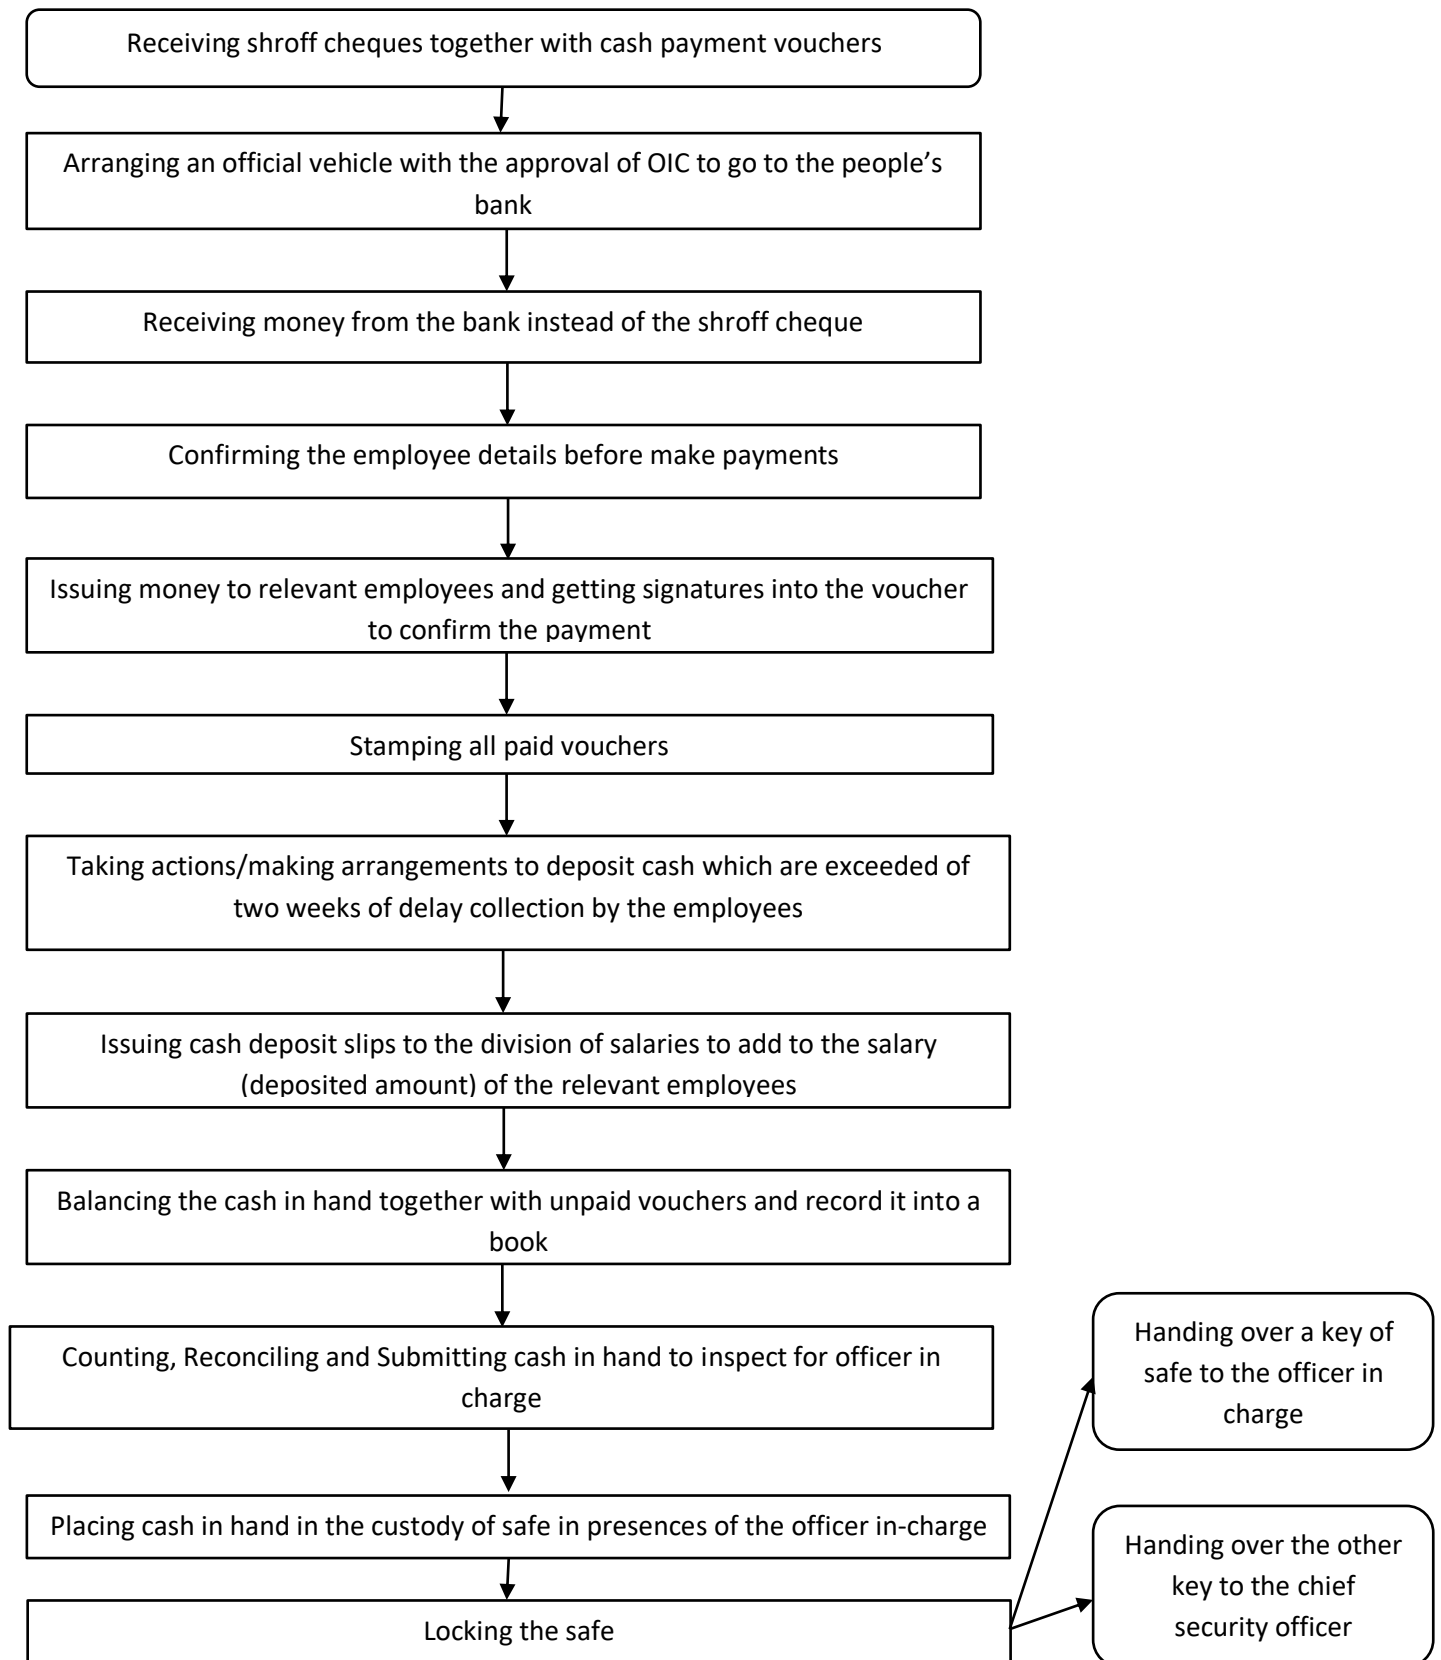 Receiving shroff cheques together with cash payment vouchers
Arranging an official vehicle with the approval of OIC to go to the people’s
bank
Receiving money from the bank instead of the shroff cheque
Confirming the employee details before make payments
Issuing money to relevant employees and getting signatures into the voucher
to confirm the payment
Stamping all paid vouchers
Taking actions/making arrangements to deposit cash which are exceeded of
two weeks of delay collection by the employees
Issuing cash deposit slips to the division of salaries to add to the salary
(deposited amount) of the relevant employees
Balancing the cash in hand together with unpaid vouchers and record it into a
book
Counting, Reconciling and Submitting cash in hand to inspect for officer in
charge
Placing cash in hand in the custody of safe in presences of the officer in-charge
Locking the safe
Handing over a key of
safe to the officer in
charge
Handing over the other
key to the chief
security officer